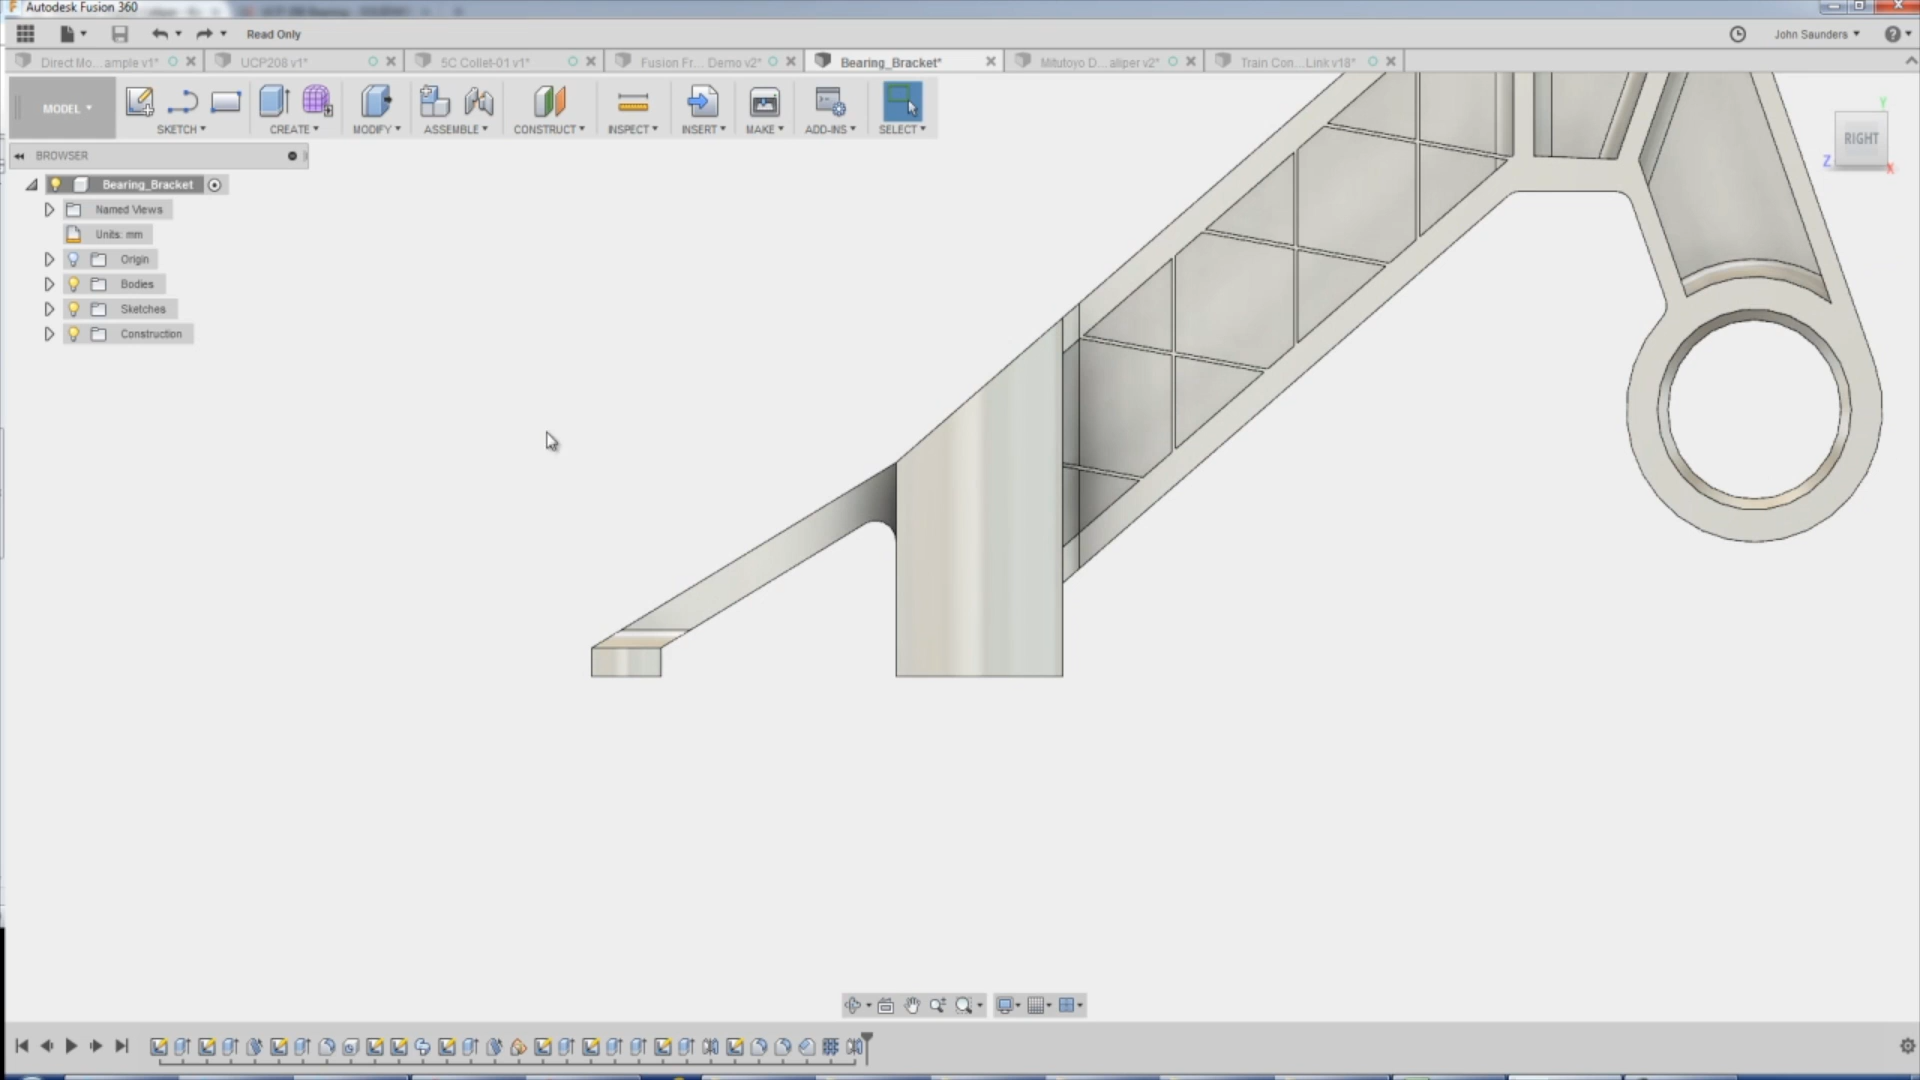 Autodesk Fusion 360
Read Only
John Saunders
Direct Mo...ample v1*
UCP208 v1*
5C Collet-01 v1*
Fusion Fr... Demo v2*
Bearing_Bracket*
Mitutoyo D...aliper v2*
Train Con...Link v18*
MODEL
SKETCH
CREATE
MODIFY
ASSEMBLE
CONSTRUCT
INSPECT
INSERT
MAKE
ADD-INS
SELECT
Y
RIGHT
Z
X
BROWSER
Bearing_Bracket
Named Views
Units: mm
Origin
Bodies
Sketches
Construction